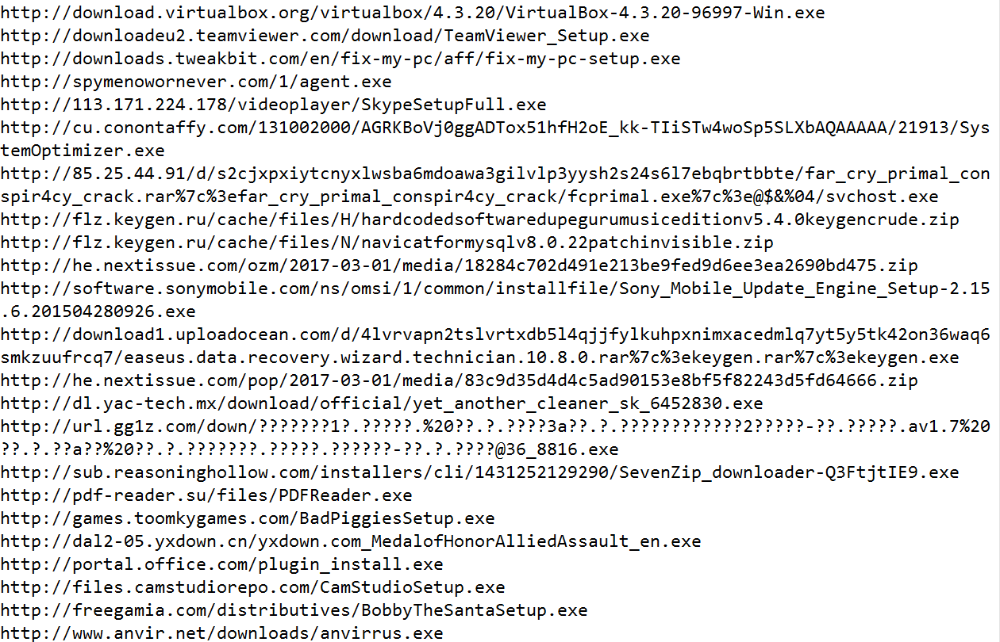 http://download.virtualbox.org/virtualbox/4.3.20/VirtualBox-4.3.20-96997-Win.exe
http://downloadeu2.teamviewer.com/download/TeamViewer_Setup.exe
http://downloads.tweakbit.com/en/fix-my-pc/aff/fix-my-pc-setup.exe
http://spymenowornever.com/1/agent.exe
http://113.171.224.178/videoplayer/SkypeSetupFull.exe
http://cu.conontaffy.com/131002000/AGRKBoVj0ggADTox51hfH2oE_kk-TIiSTw4woSp5SLXbAQAAAAA/21913/Sys
temOptimizer.exe
http://85.25.44.91/d/s2cjxpxiytcnyxlwsba6mdoawa3gilvlp3yysh2s24s6l7ebqbrtbbte/far_cry_primal_con
spir4cy_crack.rar%7c%3efar_cry_primal_conspir4cy_crack/fcprimal.exe%7c%3e@$&%04/svchost.exe
http://flz.keygen.ru/cache/files/H/hardcodedsoftwaredupegurumusiceditionv5.4.0keygencrude.zip
http://flz.keygen.ru/cache/files/N/navicatformysqlv8.0.22patchinvisible.zip
http://he.nextissue.com/ozm/2017-03-01/media/18284c702d491e213be9fed9d6ee3ea2690bd475.zip
http://software.sonymobile.com/ns/omsi/1/common/installfile/Sony_Mobile_Update_Engine_Setup-2.15
.6.201504280926.exe
http://download1.uploadocean.com/d/4lvrvapn2tslvrtxdb5l4qjjfylkuhpxnimxacedmlq7yt5y5tk42on36waq6
smkzuufrcq7/easeus.data.recovery.wizard.technician.10.8.0.rar%7c%3ekeygen.rar%7c%3ekeygen.exe
http://he.nextissue.com/pop/2017-03-01/media/83c9d35d4d4c5ad90153e8bf5f82243d5fd64666.zip
http://dl.yac-tech.mx/download/official/yet_another_cleaner_sk_6452830.exe
http://url.gg1z.com/down/???????1?.?????.%20??.?.????3a??.?.????????????2?????-??.?????.av1.7%20
??.?.??a??%20??.?.???????.?????.??????-??.?.????@36_8816.exe
http://sub.reasoninghollow.com/installers/cli/1431252129290/SevenZip_downloader-Q3FtjtIE9.exe
http://pdf-reader.su/files/PDFReader.exe
http://games.toomkygames.com/BadPiggiesSetup.exe
http://dal2-05.yxdown.cn/yxdown.com_MedalofHonorAlliedAssault_en.exe
http://portal.office.com/plugin_install.exe
http://files.camstudiorepo.com/CamStudioSetup.exe
http://freegamia.com/distributives/BobbyTheSantaSetup.exe
http://www.anvir.net/downloads/anvirrus.exe